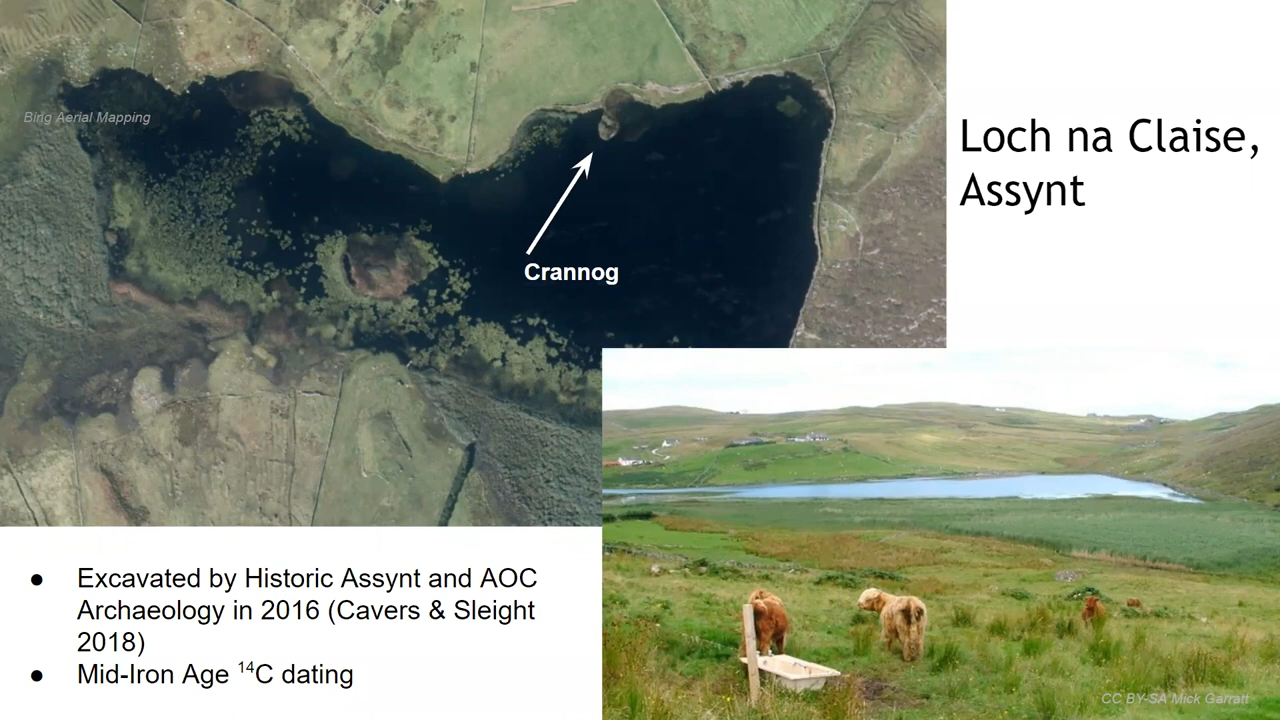 Bing Aerial Mapping
Crannog
Loch na Claise,
Assynt
● Excavated by Historic Assynt and AOC
Archaeology in 2016 (Cavers & Sleight
2018)
● Mid-Iron Age ¹⁴C dating
CC BY-SA Mick Garratt